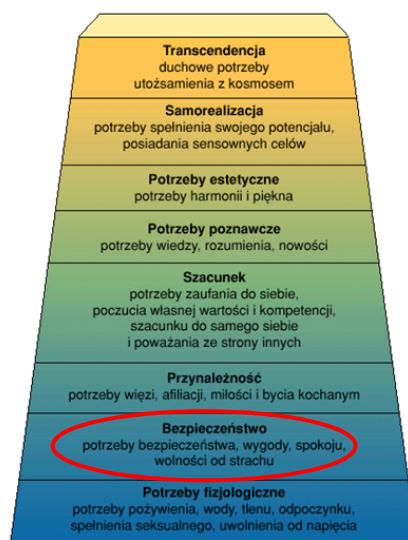 Transcendencja
duchowe potrzeby
utożsamienia z kosmosem
Samorealizacja
potrzeby spełnienia swojego potencjału,
posiadania sensownych celów
Potrzeby estetyczne
potrzeby harmonii i piękna
Potrzeby poznawcze
potrzeby wiedzy, rozumienia, nowości
Szacunek
potrzeby zaufania do siebie,
poczucia własnej wartości i kompetencji,
szacunku do samego siebie
i poważania ze strony innych
Przynależność
potrzeby więzi, afiliacji, miłości i bycia kochanym
Bezpieczeństwo
potrzeby bezpieczeństwa, wygody, spokoju,
wolności od strachu
Potrzeby fizjologiczne
potrzeby pożywienia, wody, tlenu, odpoczynku,
spełnienia seksualnego, uwolnienia od napięcia